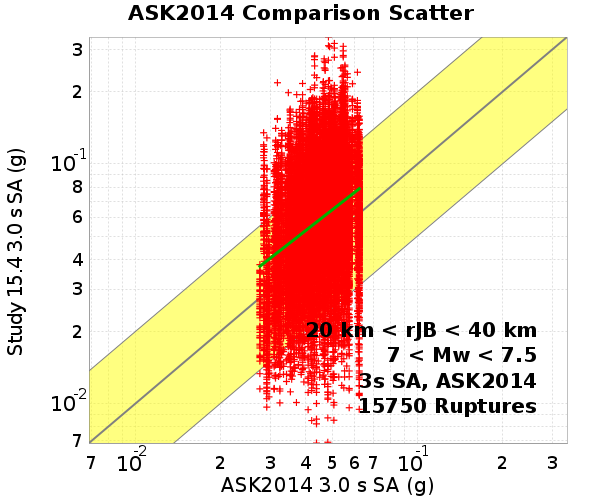 ASK2014 Comparison Scatter
Study 15.4 3.0 s SA (g)
3
2
10^-1
8
6
4
3
2
10^-2
7
20 km < rJB < 40 km
7 < Mw < 7.5
3s SA, ASK2014
15750 Ruptures
7 10^-2 2 3 4 5 6 7 10^-1 2 3
ASK2014 3.0 s SA (g)